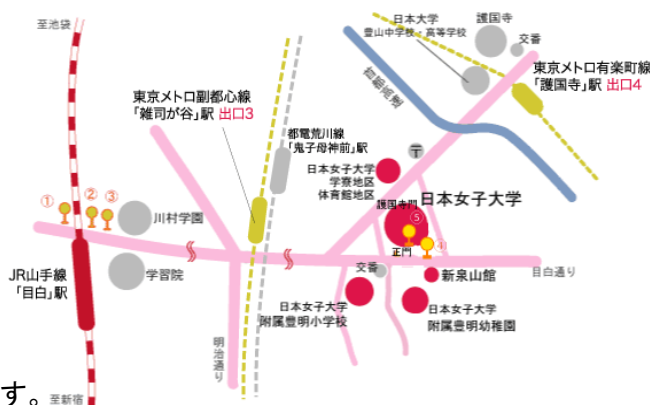 至池袋
日本大学
豊山中学校・高等学校
護国寺
交番
東京メトロ有楽町線
「護国寺」駅 出口4
東京メトロ副都心線
「雑司が谷」駅 出口3
都電荒川線
「鬼子母神前」駅
〒
日本女子大学
学寮地区
体育館地区
護国寺門
日本女子大学
① ② ③
川村学園
⑤
④
正門
目白通り
JR山手線
「目白」駅
学習院
交番
新泉山館
日本女子大学
附属豊明小学校
日本女子大学
附属豊明幼稚園
明治通り
至新宿
す。